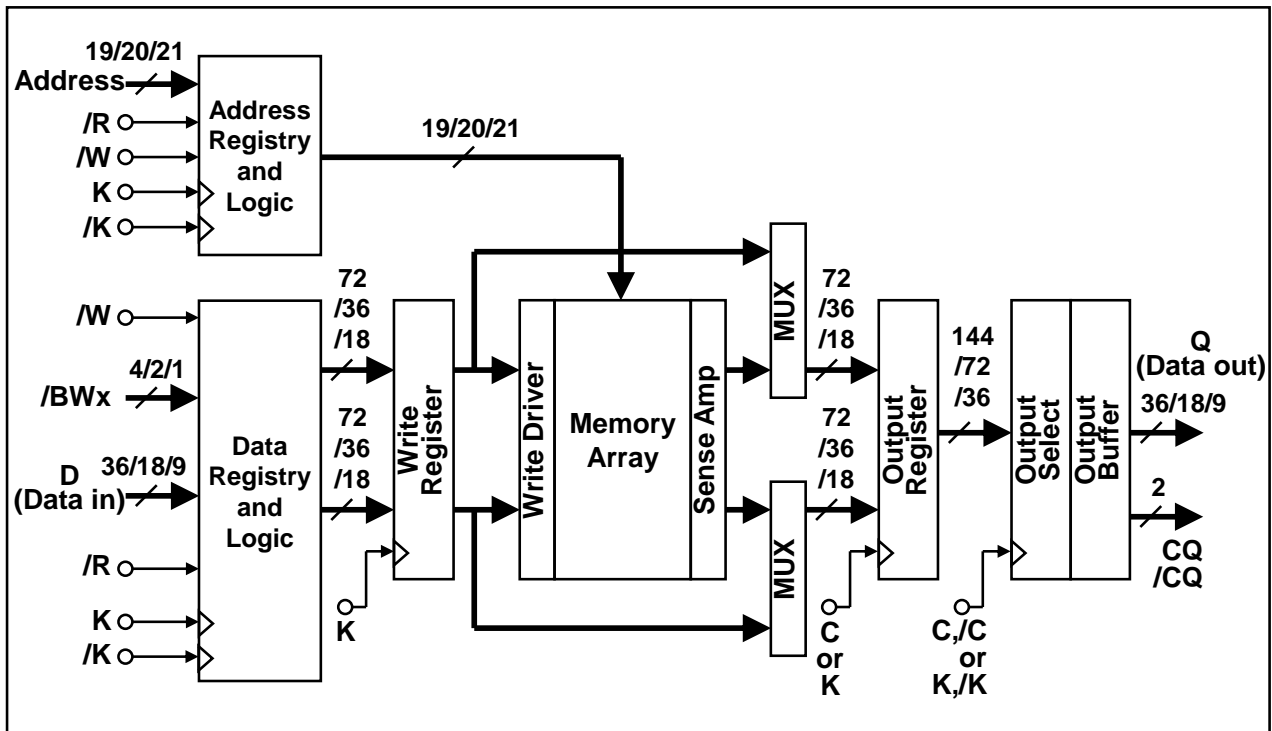 19/20/21
Address
/R
/W
K
/K
Address
Registry
and
Logic
19/20/21
/W
4/2/1
/BWx
36/18/9
D
(Data in)
/R
K
/K
Data
Registry
and
Logic
72
/36
/18
72
/36
/18
Write
Register
K
Write Driver
Memory
Array
Sense Amp
MUX
MUX
72
/36
/18
72
/36
/18
C
or
K
Output
Register
144
/72
/36
C,/C
or
K,/K
Output
Select
Output
Buffer
Q
(Data out)
36/18/9
2
CQ
/CQ